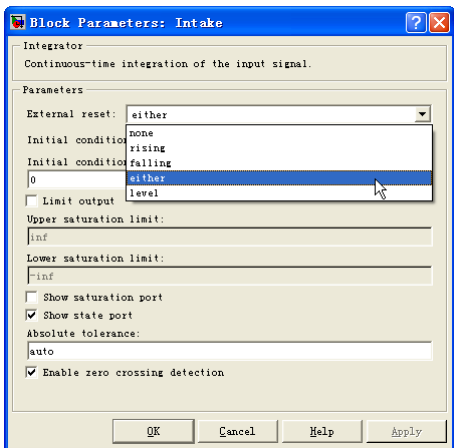 Block Parameters: Intake
Integrator
Continuous-time integration of the input signal.
Parameters
External reset: either
none
Initial condition
rising
Initial condition
falling
either
0
level
Limit output
Upper saturation limit:
inf
Lower saturation limit:
-inf
Show saturation port
Show state port
Absolute tolerance:
auto
Enable zero crossing detection
OK Cancel Help Apply